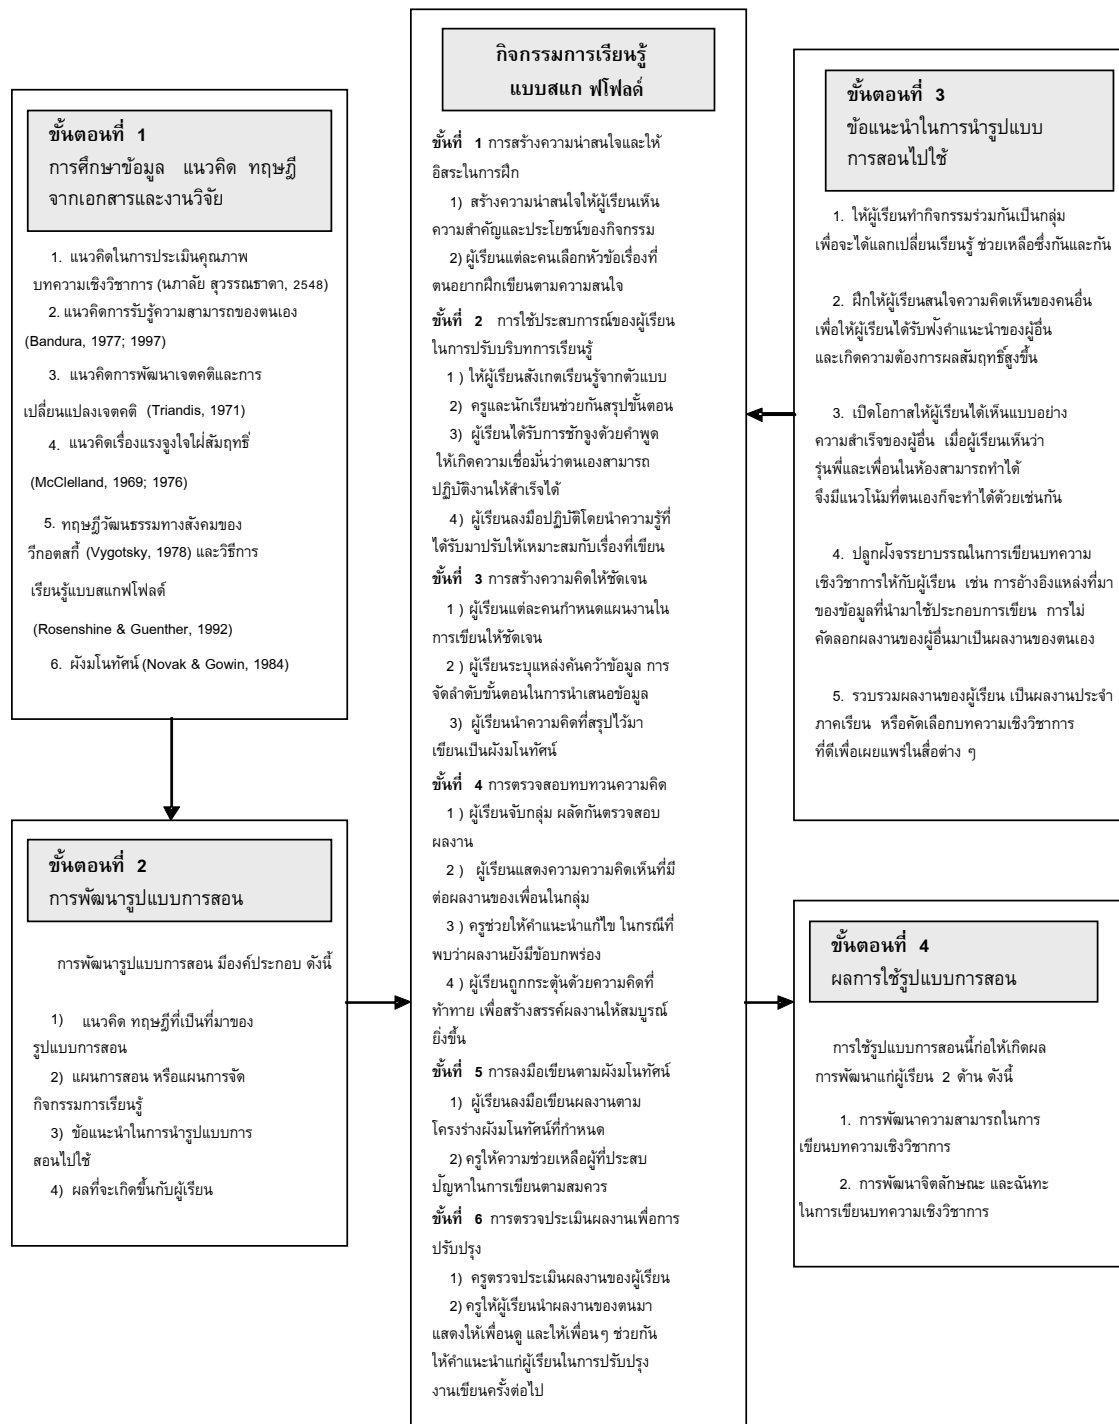 ขั้นตอนที่ 1
การศึกษาข้อมูล แนวคิด ทฤษฎี
จากเอกสารและงานวิจัย
1. แนวคิดในการประเมินคุณภาพ
บทความเชิงวิชาการ (นภาลัย สุวรรณธาดา, 2548)
2. แนวคิดการรับรู้ความสามารถของตนเอง
(Bandura, 1977; 1997)
3. แนวคิดการพัฒนาเจตคติและการ
เปลี่ยนแปลงเจตคติ (Triandis, 1971)
4. แนวคิดเรื่องแรงจูงใจใฝ่สัมฤทธิ์
(McClelland, 1969; 1976)
5. ทฤษฎีวัฒนธรรมทางสังคมของ
วีกอตสกี้ (Vygotsky, 1978) และวิธีการ
เรียนรู้แบบสแกฟโฟลด์
(Rosenshine & Guenther, 1992)
6. ผังมโนทัศน์ (Novak & Gowin, 1984)
ขั้นตอนที่ 2
การพัฒนารูปแบบการสอน
การพัฒนารูปแบบการสอน มีองค์ประกอบ ดังนี้
1) แนวคิด ทฤษฎีที่เป็นที่มาของ
รูปแบบการสอน
2) แผนการสอน หรือแผนการจัด
กิจกรรมการเรียนรู้
3) ข้อแนะนำในการนำรูปแบบการ
สอนไปใช้
4) ผลที่จะเกิดขึ้นกับผู้เรียน
กิจกรรมการเรียนรู้
แบบสแก ฟโฟลด์
ขั้นที่ 1 การสร้างความน่าสนใจและให้
อิสระในการฝึก
1) สร้างความน่าสนใจให้ผู้เรียนเห็น
ความสำคัญและประโยชน์ของกิจกรรม
2) ผู้เรียนแต่ละคนเลือกหัวข้อเรื่องที่
ตนอยากฝึกเขียนตามความสนใจ
ขั้นที่ 2 การใช้ประสบการณ์ของผู้เรียน
ในการปรับบริบทการเรียนรู้
1 ) ให้ผู้เรียนสังเกตเรียนรู้จากตัวแบบ
2) ครูและนักเรียนช่วยกันสรุปขั้นตอน
3) ผู้เรียนได้รับการชักจูงด้วยคำพูด
ให้เกิดความเชื่อมั่นว่าตนเองสามารถ
ปฏิบัติงานให้สำเร็จได้
4) ผู้เรียนลงมือปฏิบัติโดยนำความรู้ที่
ได้รับมาปรับให้เหมาะสมกับเรื่องที่เขียน
ขั้นที่ 3 การสร้างความคิดให้ชัดเจน
1 ) ผู้เรียนแต่ละคนกำหนดแผนงานใน
การเขียนให้ชัดเจน
2 ) ผู้เรียนระบุแหล่งค้นคว้าข้อมูล การ
จัดลำดับขั้นตอนในการนำเสนอข้อมูล
3) ผู้เรียนนำความคิดที่สรุปไว้มา
เขียนเป็นผังมโนทัศน์
ขั้นที่ 4 การตรวจสอบทบทวนความคิด
1 ) ผู้เรียนจับกลุ่ม ผลัดกันตรวจสอบ
ผลงาน
2 ) ผู้เรียนแสดงความความคิดเห็นที่มี
ต่อผลงานของเพื่อนในกลุ่ม
3 ) ครูช่วยให้คำแนะนำแก้ไข ในกรณีที่
พบว่าผลงานยังมีข้อบกพร่อง
4 ) ผู้เรียนถูกกระตุ้นด้วยความคิดที่
ท้าทาย เพื่อสร้างสรรค์ผลงานให้สมบูรณ์
ยิ่งขึ้น
ขั้นที่ 5 การลงมือเขียนตามผังมโนทัศน์
1) ผู้เรียนลงมือเขียนผลงานตาม
โครงร่างผังมโนทัศน์ที่กำหนด
2) ครูให้ความช่วยเหลือผู้ที่ประสบ
ปัญหาในการเขียนตามสมควร
ขั้นที่ 6 การตรวจประเมินผลงานเพื่อการ
ปรับปรุง
1) ครูตรวจประเมินผลงานของผู้เรียน
2) ครูให้ผู้เรียนนำผลงานของตนมา
แสดงให้เพื่อนดู และให้เพื่อน ๆ ช่วยกัน
ให้คำแนะนำแก่ผู้เรียนในการปรับปรุง
งานเขียนครั้งต่อไป
ขั้นตอนที่ 3
ข้อแนะนำในการนำรูปแบบ
การสอนไปใช้
1. ให้ผู้เรียนทำกิจกรรมร่วมกันเป็นกลุ่ม
เพื่อจะได้แลกเปลี่ยนเรียนรู้ ช่วยเหลือซึ่งกันและกัน
2. ฝึกให้ผู้เรียนสนใจความคิดเห็นของคนอื่น
เพื่อให้ผู้เรียนได้รับฟังคำแนะนำของผู้อื่น
และเกิดความต้องการผลสัมฤทธิ์สูงขึ้น
3. เปิดโอกาสให้ผู้เรียนได้เห็นแบบอย่าง
ความสำเร็จของผู้อื่น เมื่อผู้เรียนเห็นว่า
รุ่นพี่และเพื่อนในห้องสามารถทำได้
จึงมีแนวโน้มที่ตนเองก็จะทำได้ด้วยเช่นกัน
4. ปลูกฝังจรรยาบรรณในการเขียนบทความ
เชิงวิชาการให้กับผู้เรียน เช่น การอ้างอิงแหล่งที่มา
ของข้อมูลที่นำมาใช้ประกอบการเขียน การไม่
คัดลอกผลงานของผู้อื่นมาเป็นผลงานของตนเอง
5. รวบรวมผลงานของผู้เรียน เป็นผลงานประจำ
ภาคเรียน หรือคัดเลือกบทความเชิงวิชาการ
ที่ดีเพื่อเผยแพร่ในสื่อต่าง ๆ
ขั้นตอนที่ 4
ผลการใช้รูปแบบการสอน
การใช้รูปแบบการสอนนี้ก่อให้เกิดผล
การพัฒนาแก่ผู้เรียน 2 ด้าน ดังนี้
1. การพัฒนาความสามารถในการ
เขียนบทความเชิงวิชาการ
2. การพัฒนาจิตลักษณะ และฉันทะ
ในการเขียนบทความเชิงวิชาการ